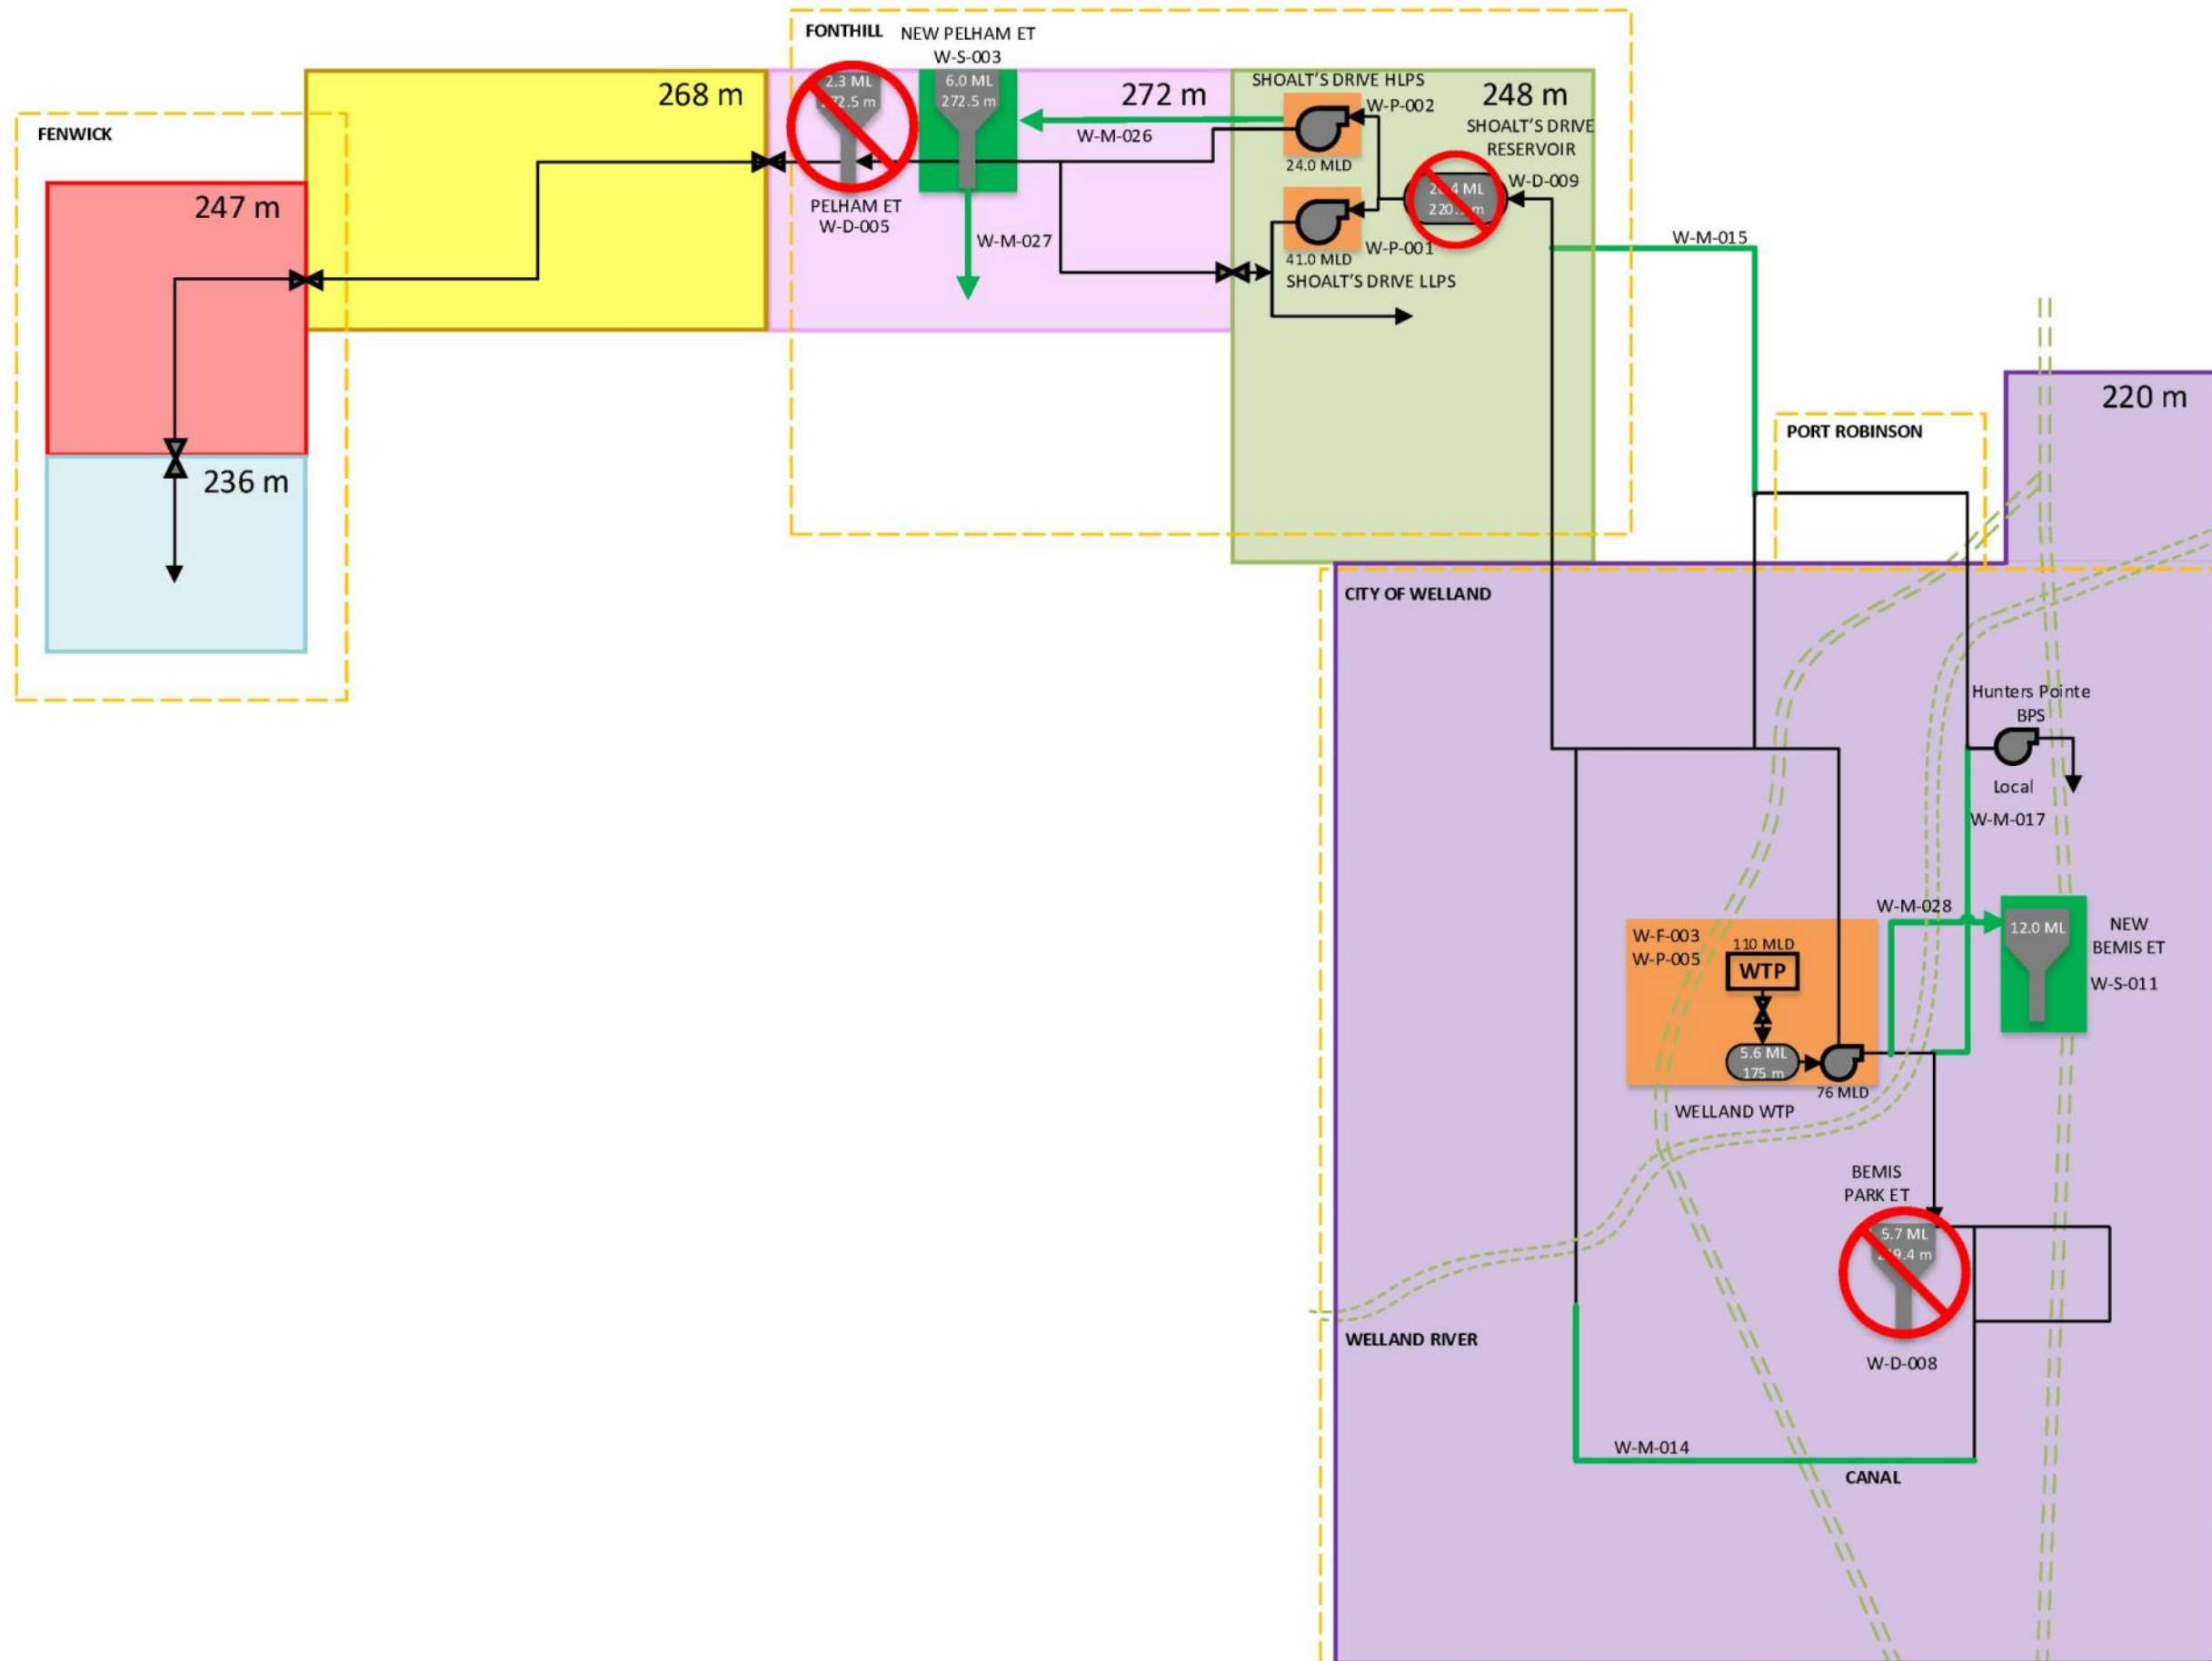 FONTHILL
NEW PELHAM ET
W-S-003
2.3 ML
6.0 ML
272.5 m
268 m
272 m
SHOALT'S DRIVE HLPS
248 m
W-P-002
SHOALT'S DRIVE
RESERVOIR
W-M-026
24.0 MLD
W-D-009
FENWICK
247 m
PELHAM ET
W-D-005
W-M-027
W-P-001
41.0 MLD
SHOALT'S DRIVE LLPS
W-M-015
220 m
PORT ROBINSON
236 m
CITY OF WELLAND
Hunters Pointe
BPS
Local
W-M-017
W-M-028
12.0 ML
NEW
BEMIS ET
W-S-011
W-F-003
W-P-005
110 MLD
WTP
5.6 ML
175 m
76 MLD
WELLAND WTP
BEMIS
PARK ET
5.7 ML
W-D-008
WELLAND RIVER
W-M-014
CANAL